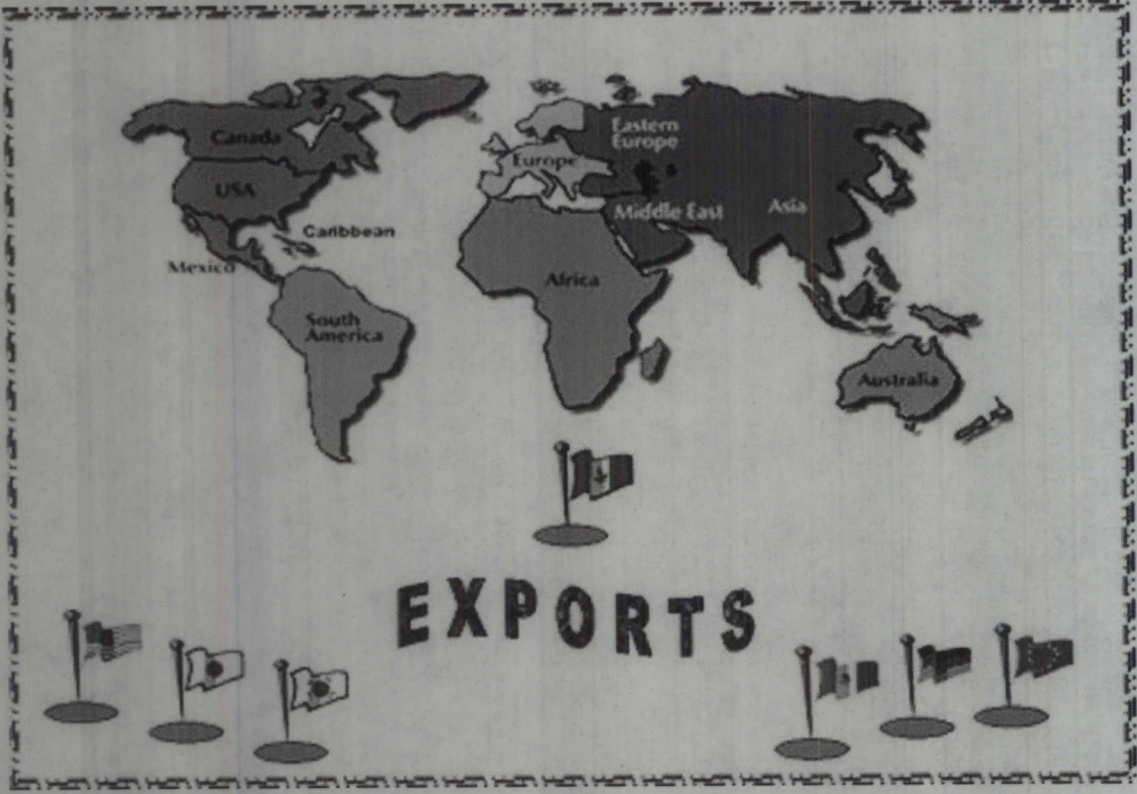 Canada
Eastern
Europe
Europe
USA
Middle East
Asia
Caribbean
Mexico
Africa
South
America
Australia
EXPORTS